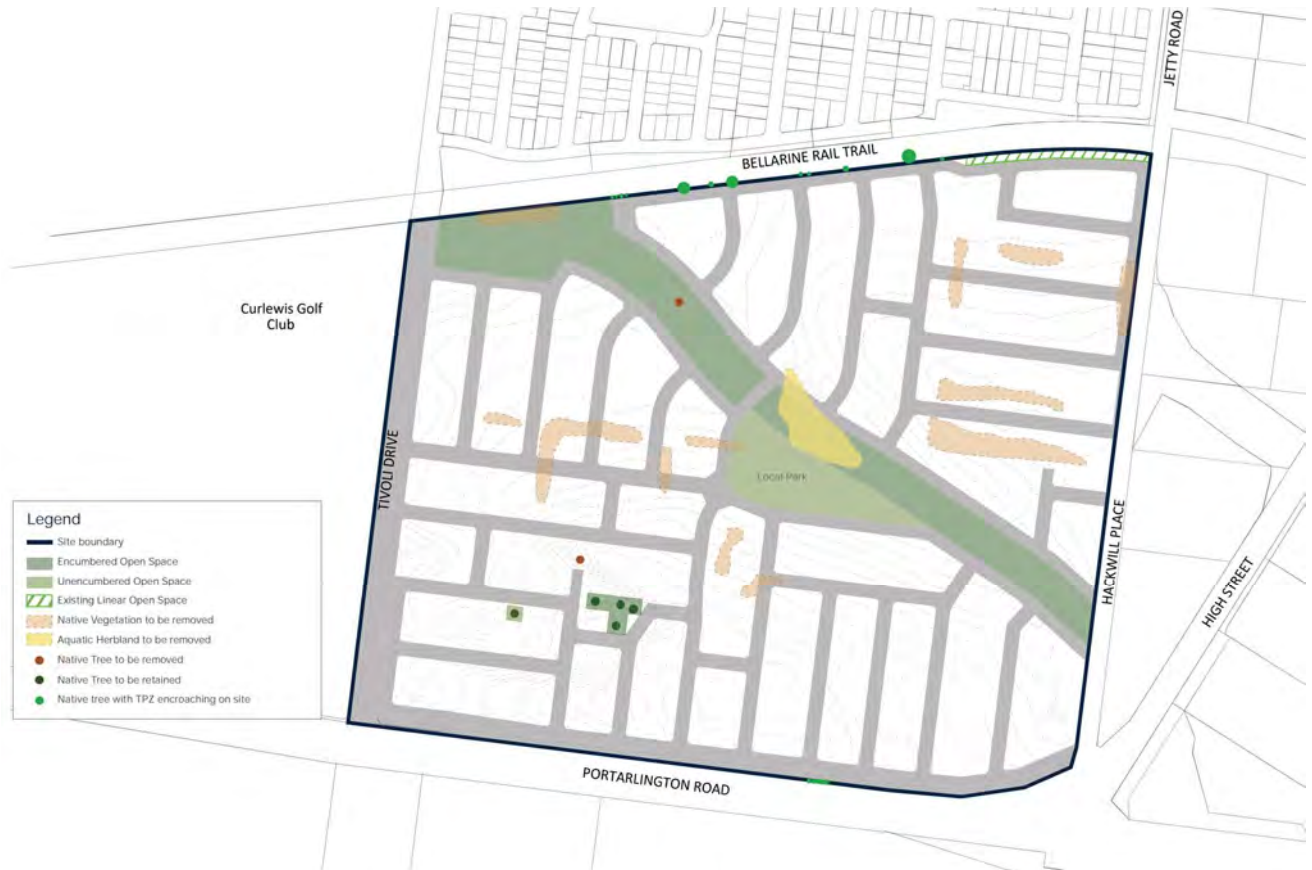 JETTY ROAD
BELLARINE RAIL TRAIL
Curlewis Golf
Club
TIVOLI DRIVE
Local Park
HACKWILL PLACE
HIGH STREET
PORTARLINGTON ROAD
Legend
Site boundary
Encumbered Open Space
Unencumbered Open Space
Existing Linear Open Space
Native Vegetation to be removed
Aquatic Herbland to be removed
Native Tree to be removed
Native Tree to be retained
Native tree with TPZ encroaching on site